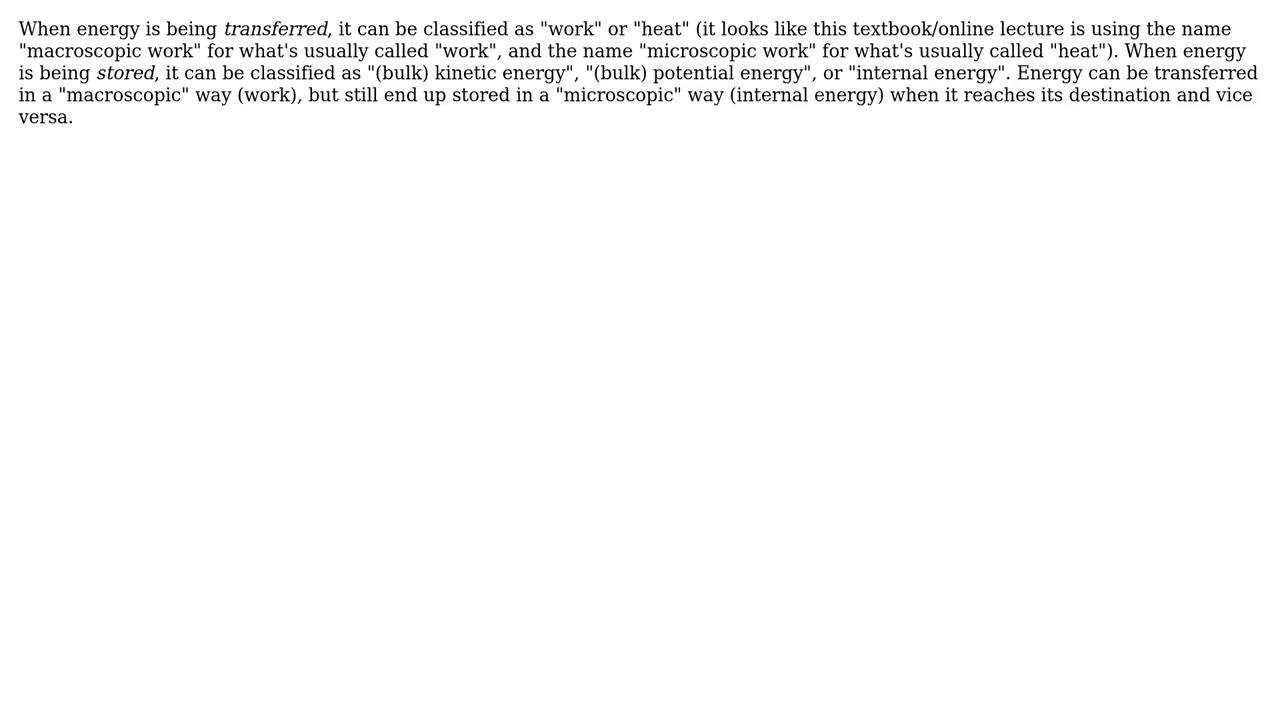 When energy is being transferred, it can be classified as "work" or "heat" (it looks like this textbook/online lecture is using the name
"macroscopic work" for what's usually called "work", and the name "microscopic work" for what's usually called "heat"). When energy
is being stored, it can be classified as "(bulk) kinetic energy", "(bulk) potential energy", or "internal energy". Energy can be transferred
in a "macroscopic" way (work), but still end up stored in a "microscopic" way (internal energy) when it reaches its destination and vice
versa.